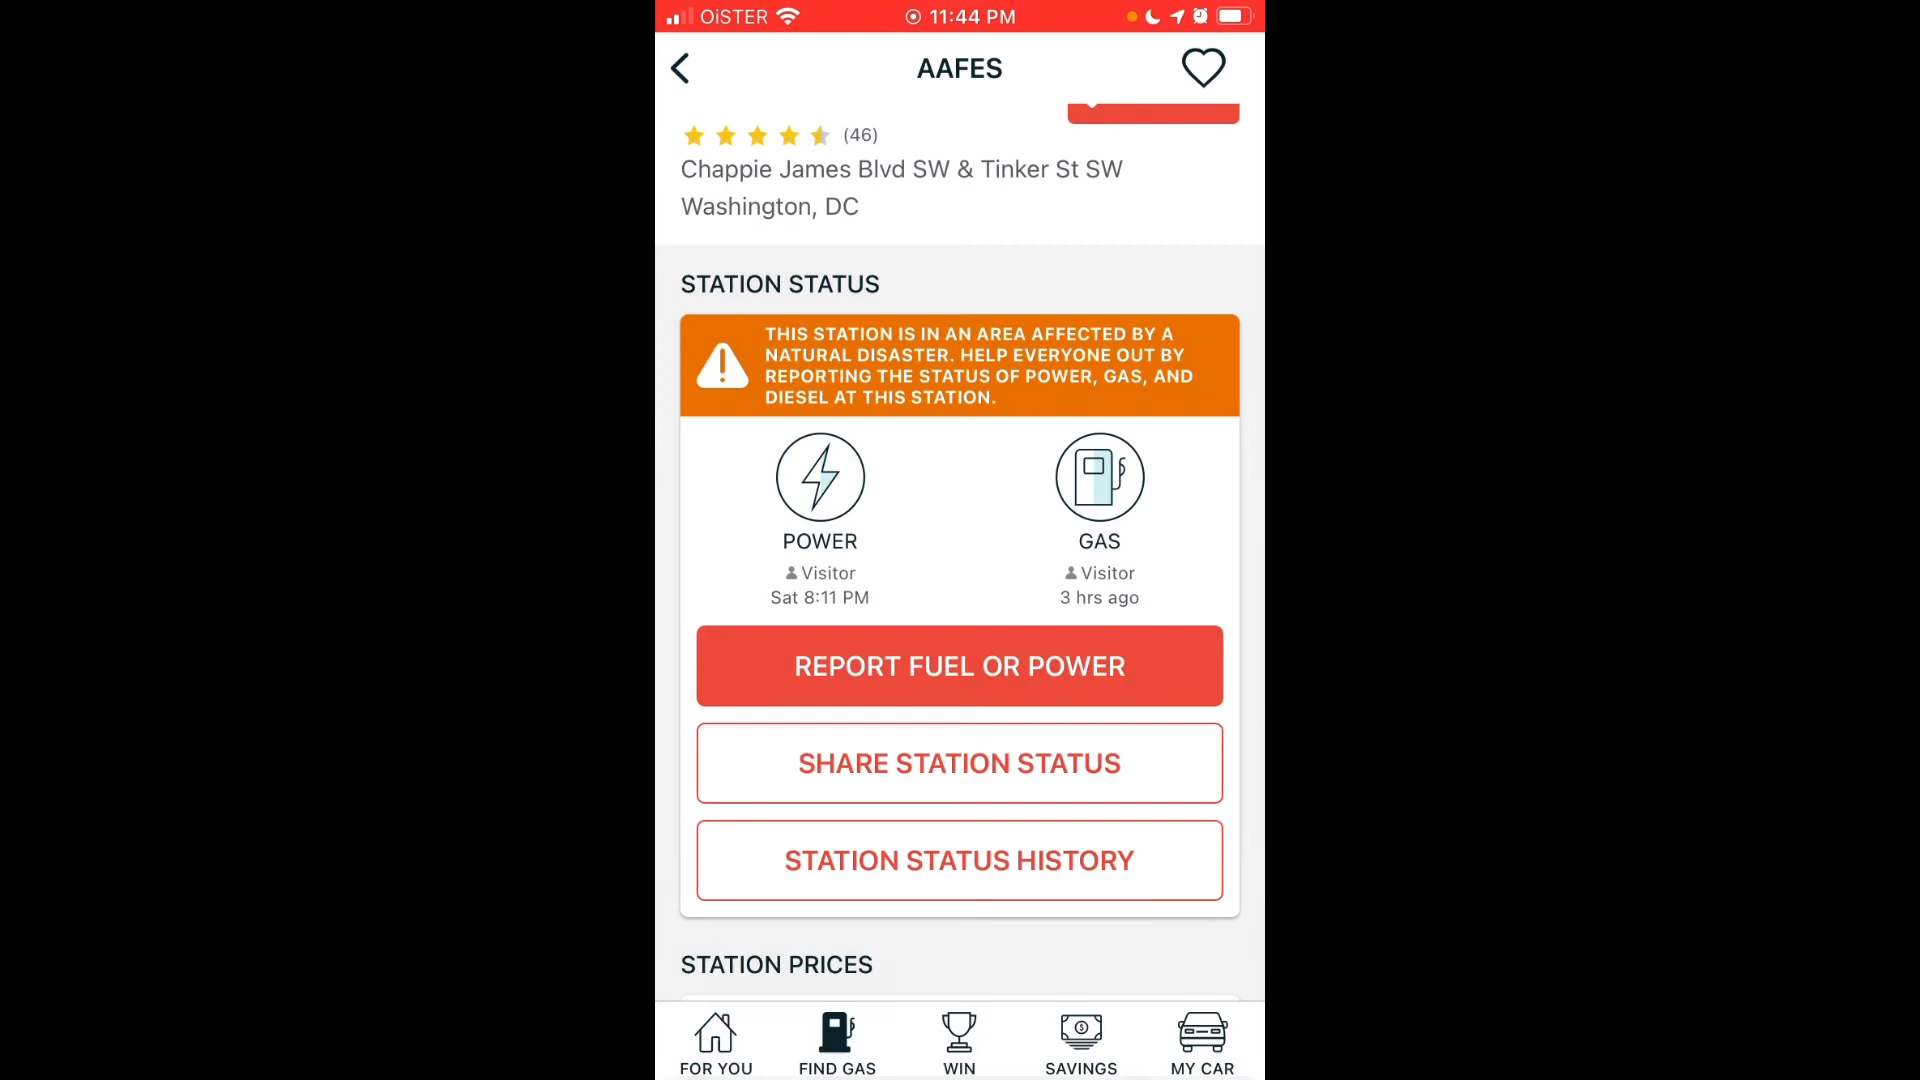 OiSTER
11:44 PM
AAFES
(46)
Chappie James Blvd SW & Tinker St SW
Washington, DC
STATION STATUS
THIS STATION IS IN AN AREA AFFECTED BY A
NATURAL DISASTER. HELP EVERYONE OUT BY
REPORTING THE STATUS OF POWER, GAS, AND
DIESEL AT THIS STATION.
POWER
Visitor
Sat 8:11 PM
GAS
Visitor
3 hrs ago
REPORT FUEL OR POWER
SHARE STATION STATUS
STATION STATUS HISTORY
STATION PRICES
FOR YOU
FIND GAS
WIN
SAVINGS
MY CAR